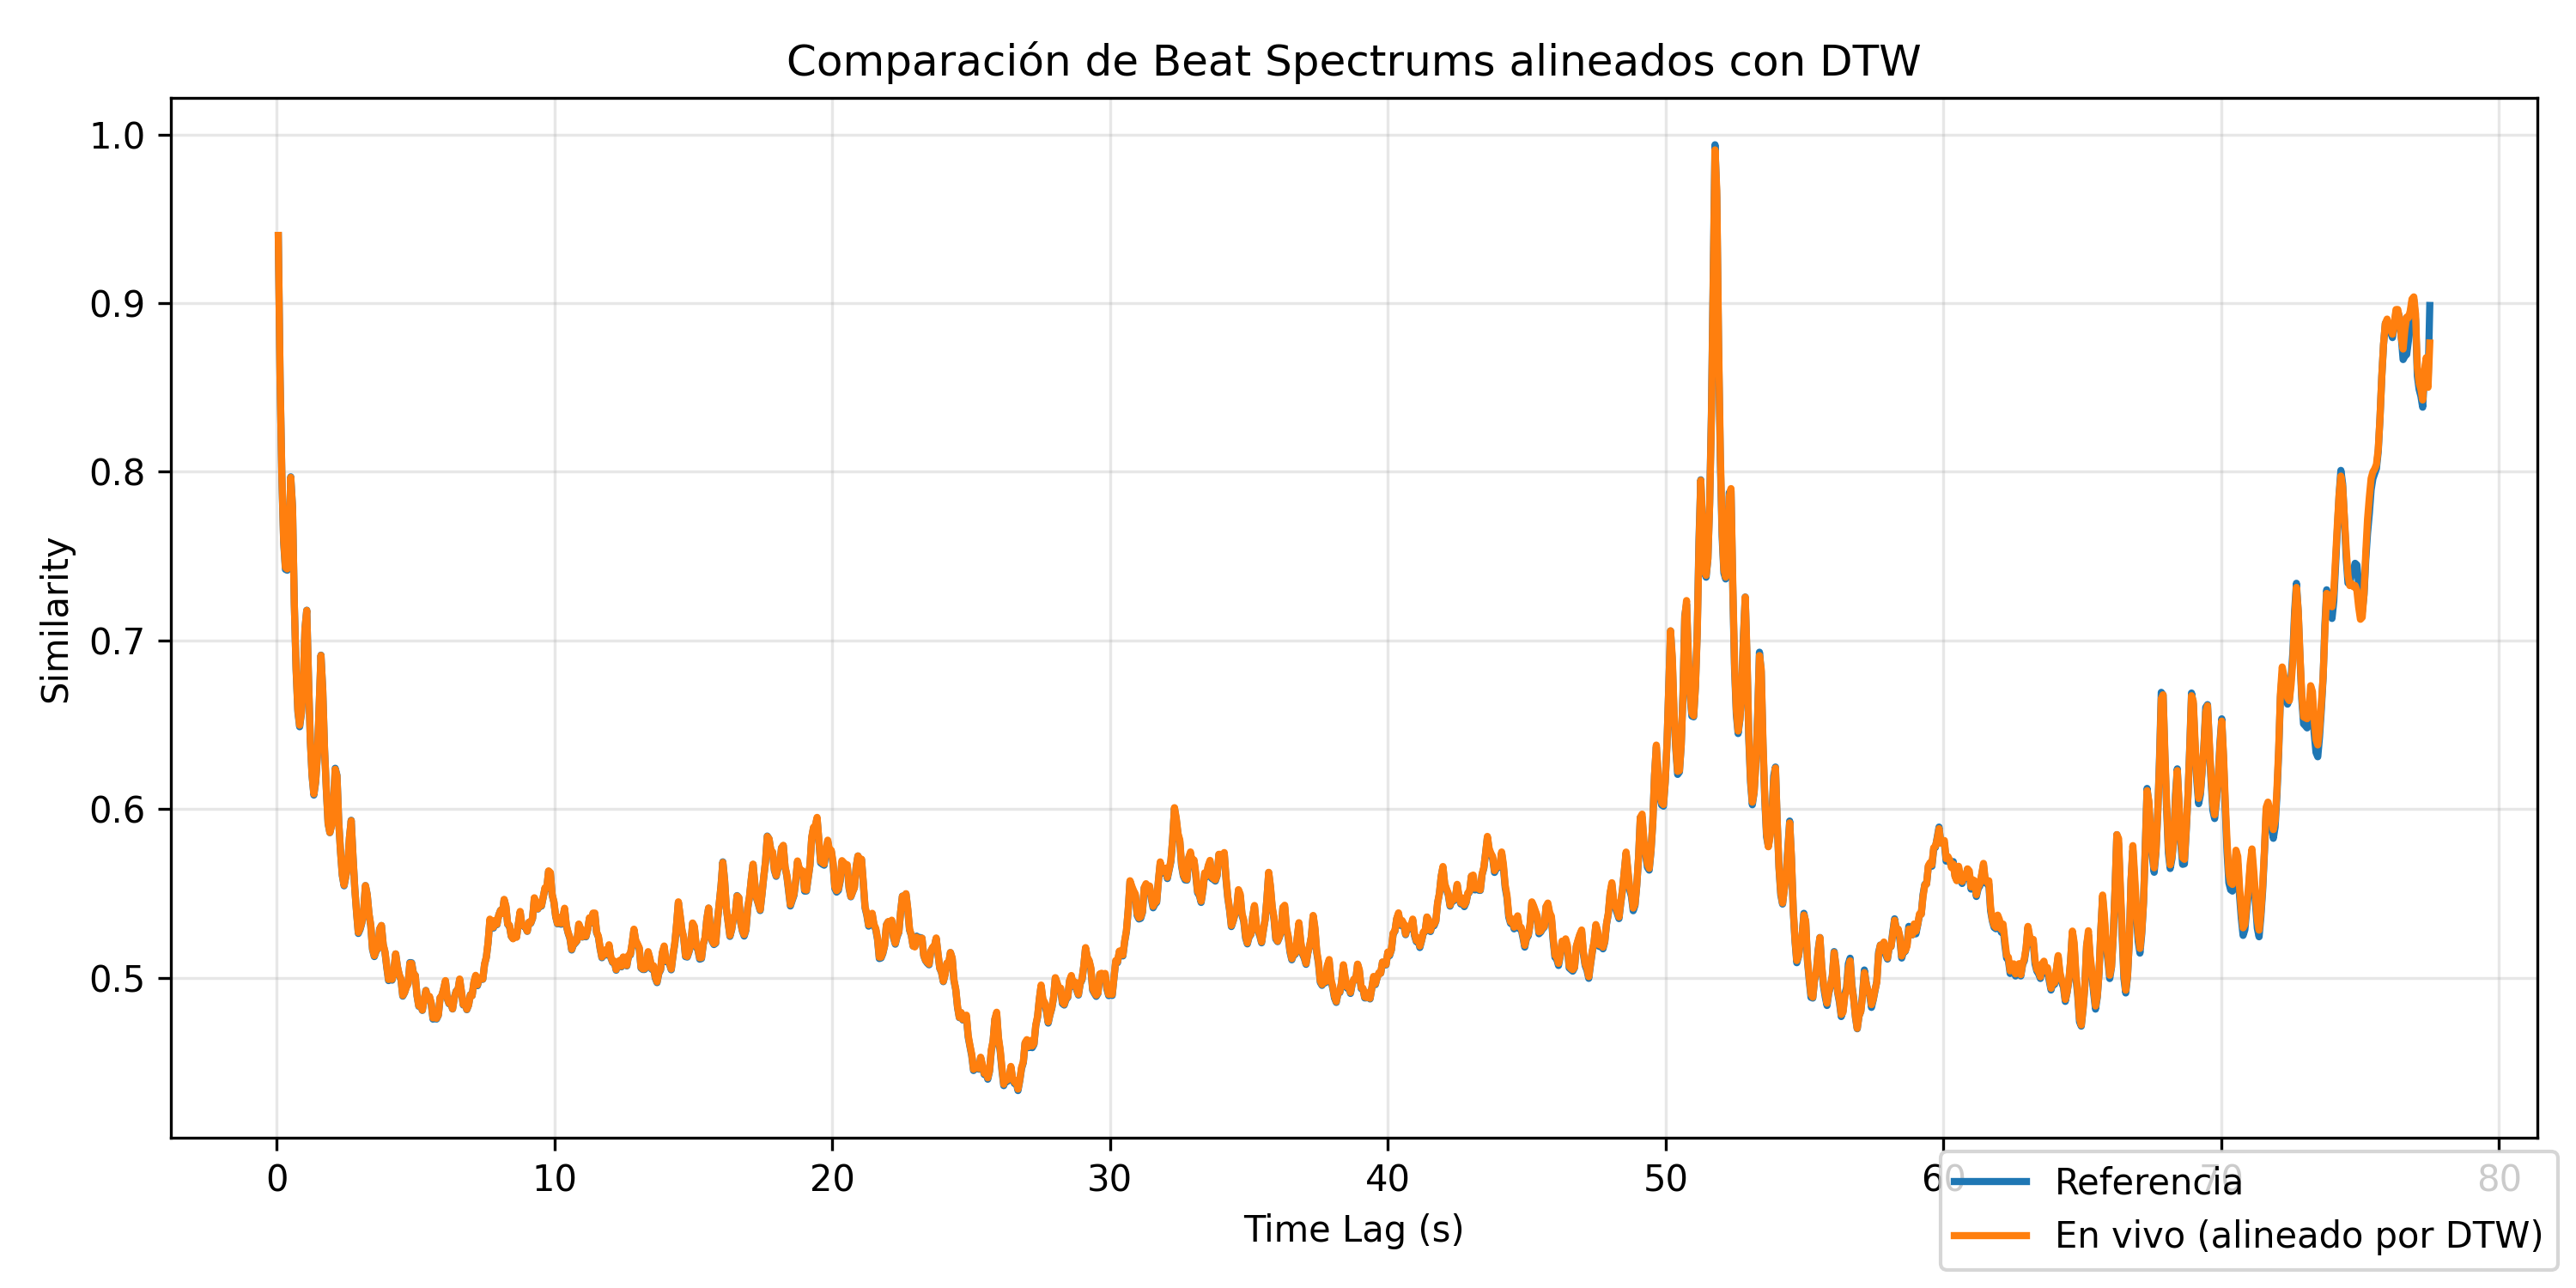 Comparación de Beat Spectrums alineados con DTW
Similarity
1.0
0.9
0.8
0.7
0.6
0.5
0 10 20 30 40 50 60 70 80
Time Lag (s)
Referencia
En vivo (alineado por DTW)